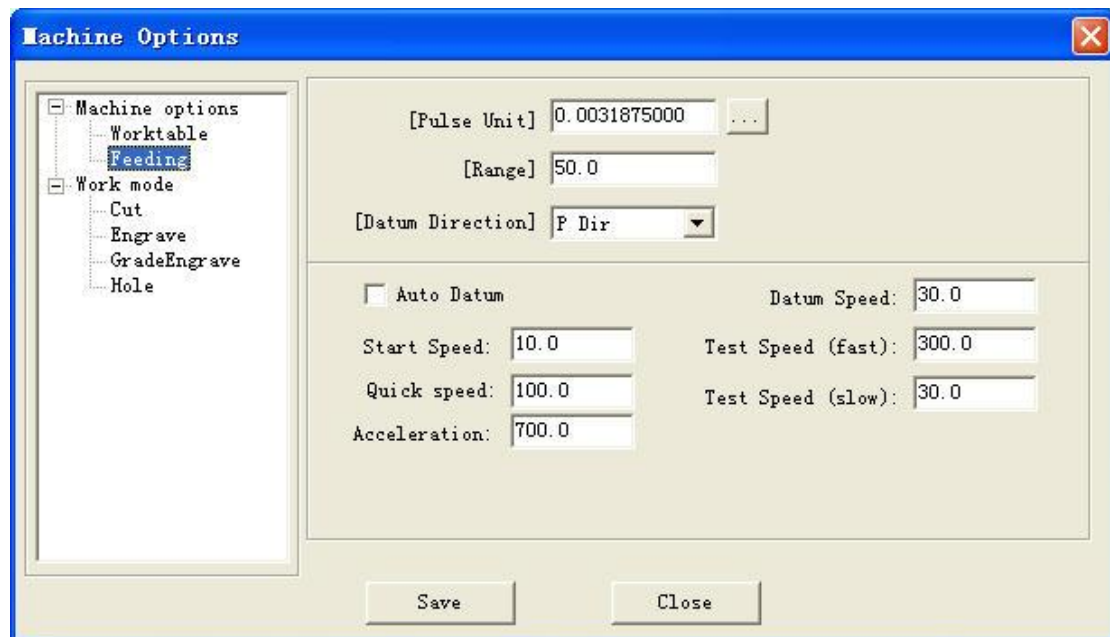 Machine Options
Machine options
Worktable
Feeding
Work mode
Cut
Engrave
GradeEngrave
Hole
[Pulse Unit] 0.0031875000 ...
[Range] 50.0
[Datum Direction] P Dir
Auto Datum
Datum Speed: 30.0
Start Speed: 10.0
Test Speed (fast): 300.0
Quick speed: 100.0
Test Speed (slow): 30.0
Acceleration: 700.0
Save
Close